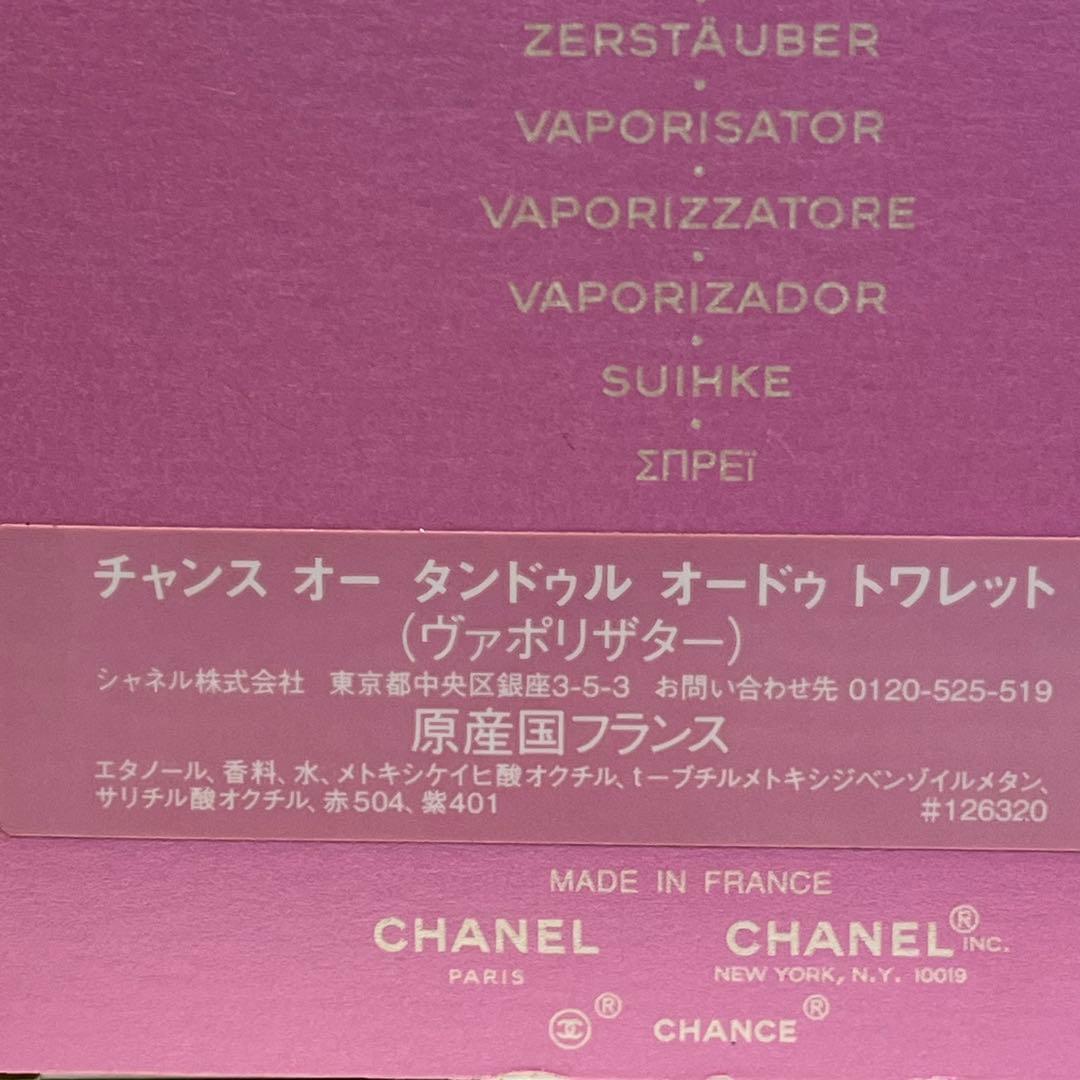 ZERSTÄUBER
•
VAPORISATOR
•
VAPORIZZATORE
•
VAPORIZADOR
•
SUIHKE
•
ΣΠΡΕϊ
チャンス オー タンドゥル オードゥ トワレット
(ヴァポリザター)
シャネル株式会社 東京都中央区銀座3-5-3 お問い合わせ先 0120-525-519
原産国フランス
エタノール、香料、水、メトキシケイヒ酸オクチル、tーブチルメトキシジベンゾイルメタン、
サリチル酸オクチル、赤504、紫401 #126320
MADE IN FRANCE
CHANEL CHANEL® INC.
PARIS NEW YORK, N.Y. 10019
® CHANCE®